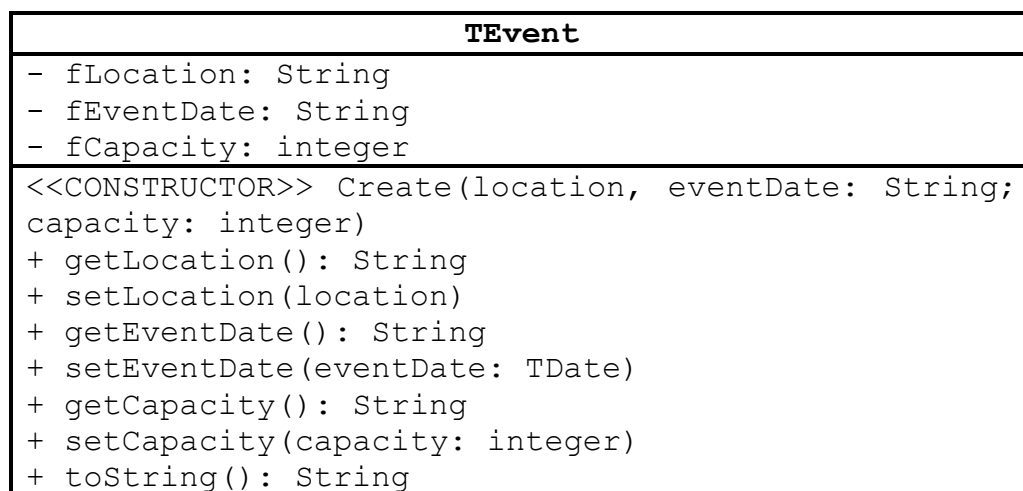 TEvent
- fLocation: String
- fEventDate: String
- fCapacity: integer
<<CONSTRUCTOR>> Create(location, eventDate: String;
capacity: integer)
+ getLocation(): String
+ setLocation(location)
+ getEventDate(): String
+ setEventDate(eventDate: TDate)
+ getCapacity(): String
+ setCapacity(capacity: integer)
+ toString(): String